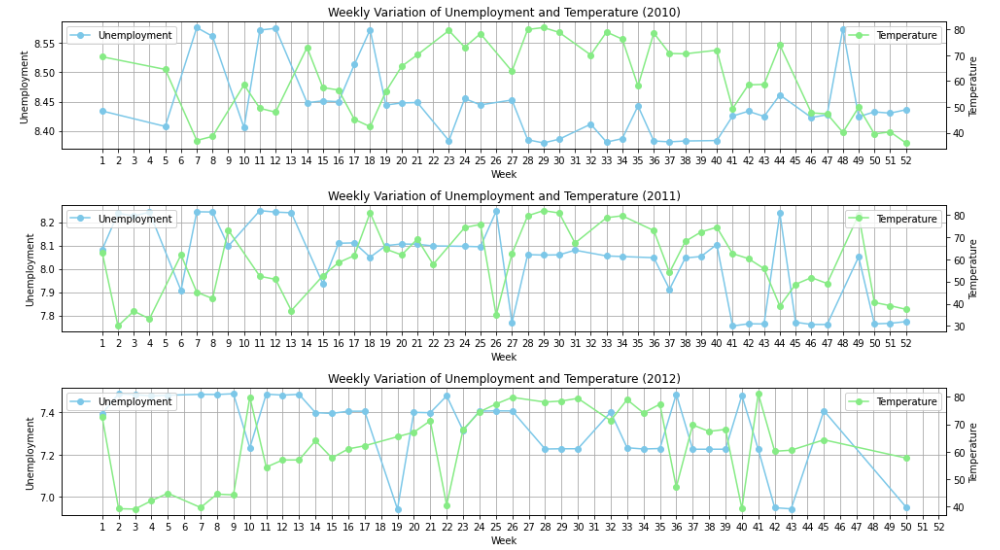 Weekly Variation of Unemployment and Temperature (2010)
Unemployment
Temperature
8.55
8.50
8.45
8.40
80
70
60
50
40
Unemployment
Temperature
1 2 3 4 5 6 7 8 9 10 11 12 13 14 15 16 17 18 19 20 21 22 23 24 25 26 27 28 29 30 31 32 33 34 35 36 37 38 39 40 41 42 43 44 45 46 47 48 49 50 51 52
Week
Weekly Variation of Unemployment and Temperature (2011)
Unemployment
Temperature
8.2
8.1
8.0
7.9
7.8
80
70
60
50
40
30
Unemployment
Temperature
1 2 3 4 5 6 7 8 9 10 11 12 13 14 15 16 17 18 19 20 21 22 23 24 25 26 27 28 29 30 31 32 33 34 35 36 37 38 39 40 41 42 43 44 45 46 47 48 49 50 51 52
Week
Weekly Variation of Unemployment and Temperature (2012)
Unemployment
Temperature
7.4
7.2
7.0
80
70
60
50
40
Unemployment
Temperature
1 2 3 4 5 6 7 8 9 10 11 12 13 14 15 16 17 18 19 20 21 22 23 24 25 26 27 28 29 30 31 32 33 34 35 36 37 38 39 40 41 42 43 44 45 46 47 48 49 50 51 52
Week